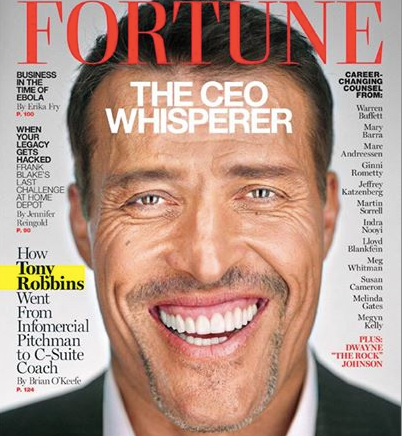 FORTUNE
THE CEO
WHISPERER
BUSINESS
IN THE
TIME OF
EBOLA
By Erika Fry
P. 100
WHEN
YOUR
LEGACY
GETS
HACKED
FRANK
BLAKE'S
LAST
CHALLENGE
AT HOME
DEPOT
By Jennifer
Reingold
P. 90
How
Tony
Robbins
Went
From
Infomercial
Pitchman
to C-Suite
Coach
By Brian O'Keefe
P. 124
CAREER-
CHANGING
COUNSEL
FROM:
Warren
Buffett
Mary
Barra
Marc
Andreessen
Ginni
Rometty
Jeffrey
Katzenberg
Martin
Sorrell
Indra
Nooyi
Lloyd
Blankfein
Meg
Whitman
Susan
Cameron
Melinda
Gates
Megyn
Kelly
PLUS:
DWAYNE
"THE ROCK"
JOHNSON